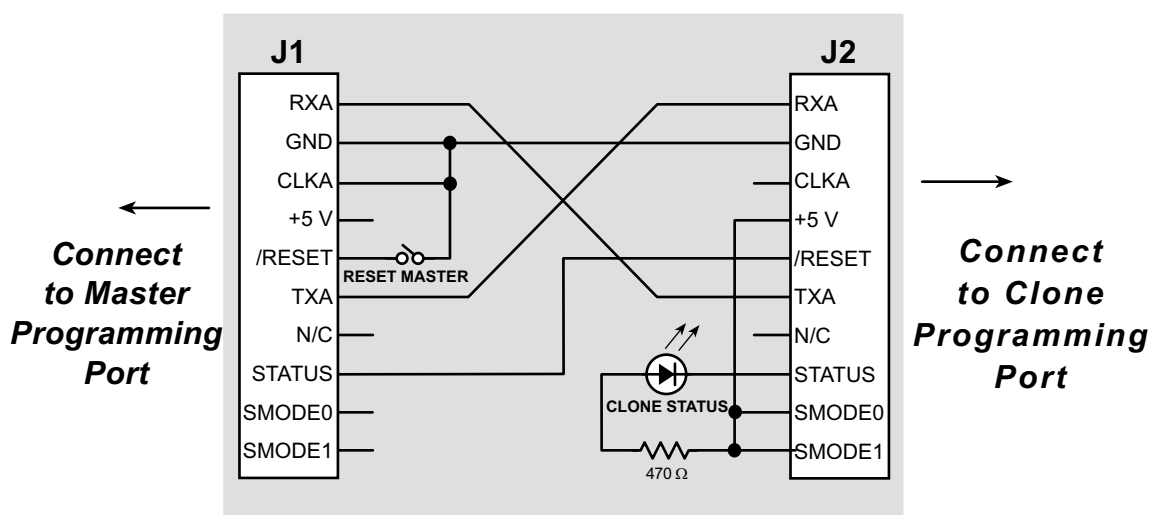 J1
J2
RXA
GND
CLKA
+5 V
/RESET
TXA
N/C
STATUS
SMODE0
SMODE1
RESET MASTER
CLONE STATUS
470 Ω
RXA
GND
CLKA
+5 V
/RESET
TXA
N/C
STATUS
SMODE0
SMODE1
Connect
to Master
Programming
Port
Connect
to Clone
Programming
Port